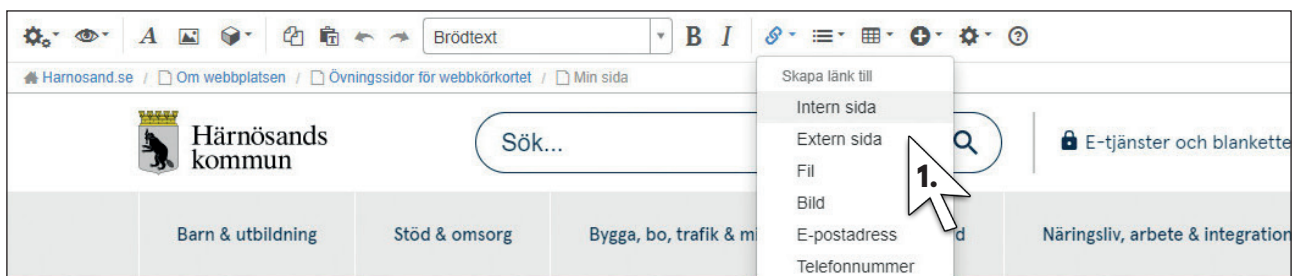 A Brödtext B I
Harnosand.se / Om webbplatsen / Övningssidor för webbkörkortet / Min sida
Skapa länk till
Intern sida
Extern sida
Fil
Bild
E-postadress
Telefonnummer
1.
Härnösands
kommun
Sök...
E-tjänster och blankette
Barn & utbildning Stöd & omsorg Bygga, bo, trafik & mi d Näringsliv, arbete & integration